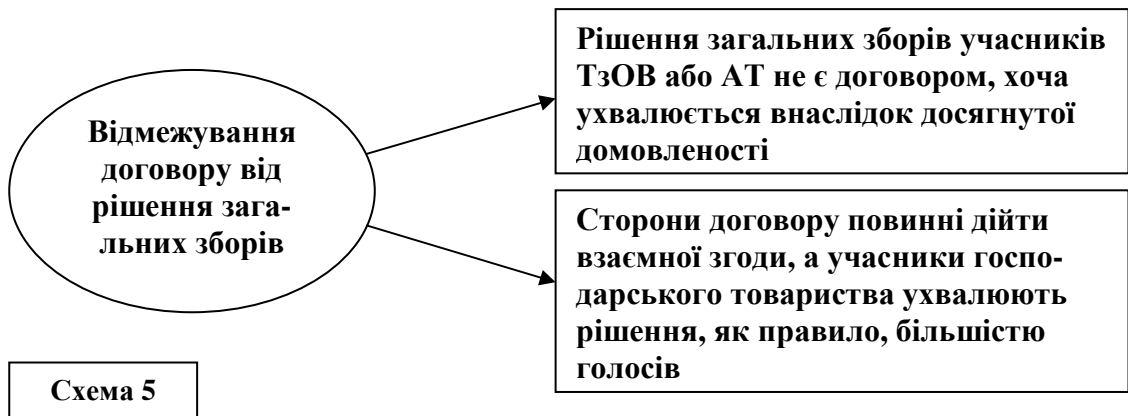 Відмежування
договору від
рішення зага-
льних зборів
Рішення загальних зборів учасників
ТзОВ або АТ не є договором, хоча
ухвалюється внаслідок досягнутої
домовленості
Сторони договору повинні дійти
взаємної згоди, а учасники госпо-
дарського товариства ухвалюють
рішення, як правило, більшістю
голосів
Схема 5